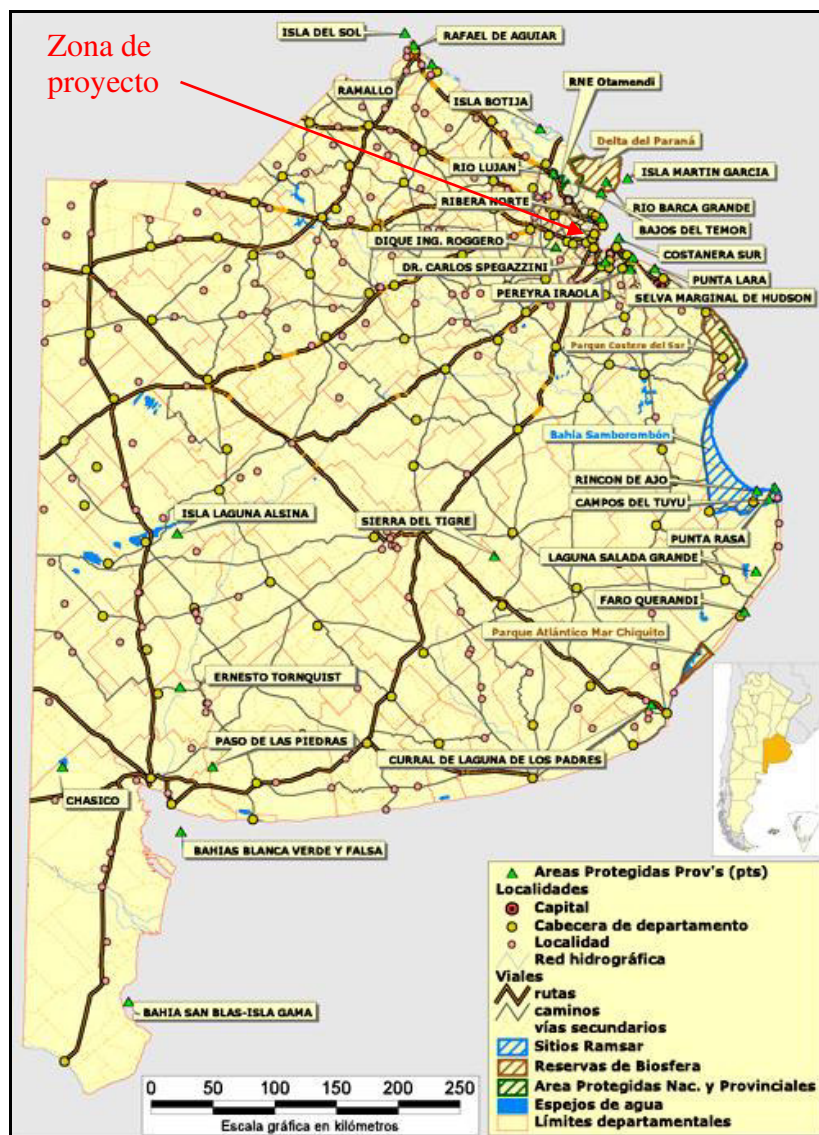 Zona de
proyecto
ISLA DEL SOL
RAFAEL DE AGUIAR
RNE Otamendi
RAMALLO
ISLA BOTIJA
Delta del Paraná
RIO LUJAN
ISLA MARTIN GARCIA
RIBERA NORTE
RIO BARCA GRANDE
BAJOS DEL TEMOR
DIQUE ING. ROGGERO
COSTANERA SUR
DR. CARLOS SPEGAZZINI
PUNTA LARA
PEREYRA IRAOLA
SELVA MARGINAL DE HUDSON
Parque Costero del Sur
Bahía Samborombón
RINCON DE AJO
CAMPOS DEL TUYU
ISLA LAGUNA ALSINA
SIERRA DEL TIGRE
PUNTA RASA
LAGUNA SALADA GRANDE
FARO QUERANDI
Parque Atlántico Mar Chiquito
ERNESTO TORNQUIST
PASO DE LAS PIEDRAS
CURRAL DE LAGUNA DE LOS PADRES
CHASICO
BAHIAS BLANCA VERDE Y FALSA
BAHIA SAN BLAS-ISLA GAMA
0 50 100 150 200 250
Escala gráfica en kilómetros
Areas Protegidas Prov's (pts)
Localidades
Capital
Cabecera de departamento
Localidad
Red hidrográfica
Viales
rutas
caminos
vías secundarios
Sitios Ramsar
Reservas de Biosfera
Area Protegidas Nac. y Provinciales
Espejos de agua
Límites departamentales